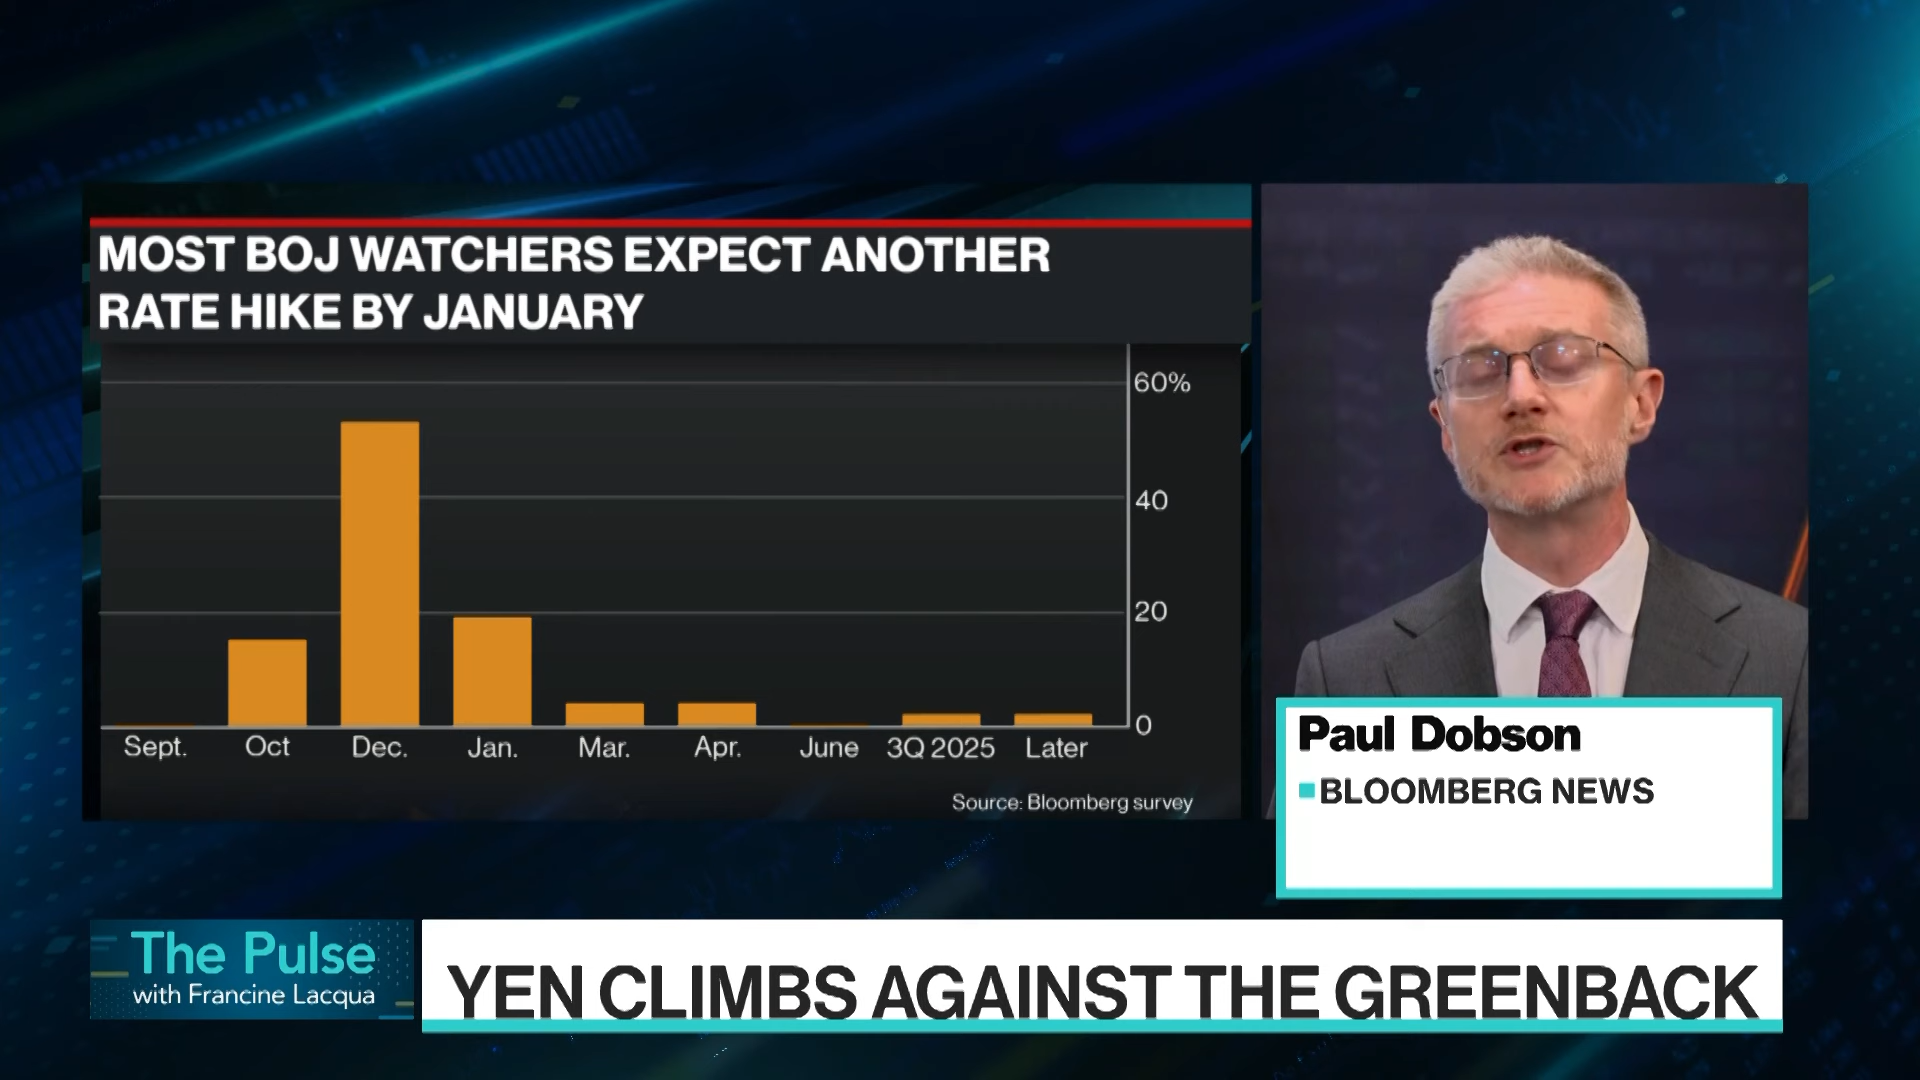 MOST BOJ WATCHERS EXPECT ANOTHER
RATE HIKE BY JANUARY
60%
40
20
0
Sept. Oct Dec. Jan. Mar. Apr. June 3Q 2025 Later
Source: Bloomberg survey
Paul Dobson
BLOOMBERG NEWS
The Pulse
with Francine Lacqua
YEN CLIMBS AGAINST THE GREENBACK